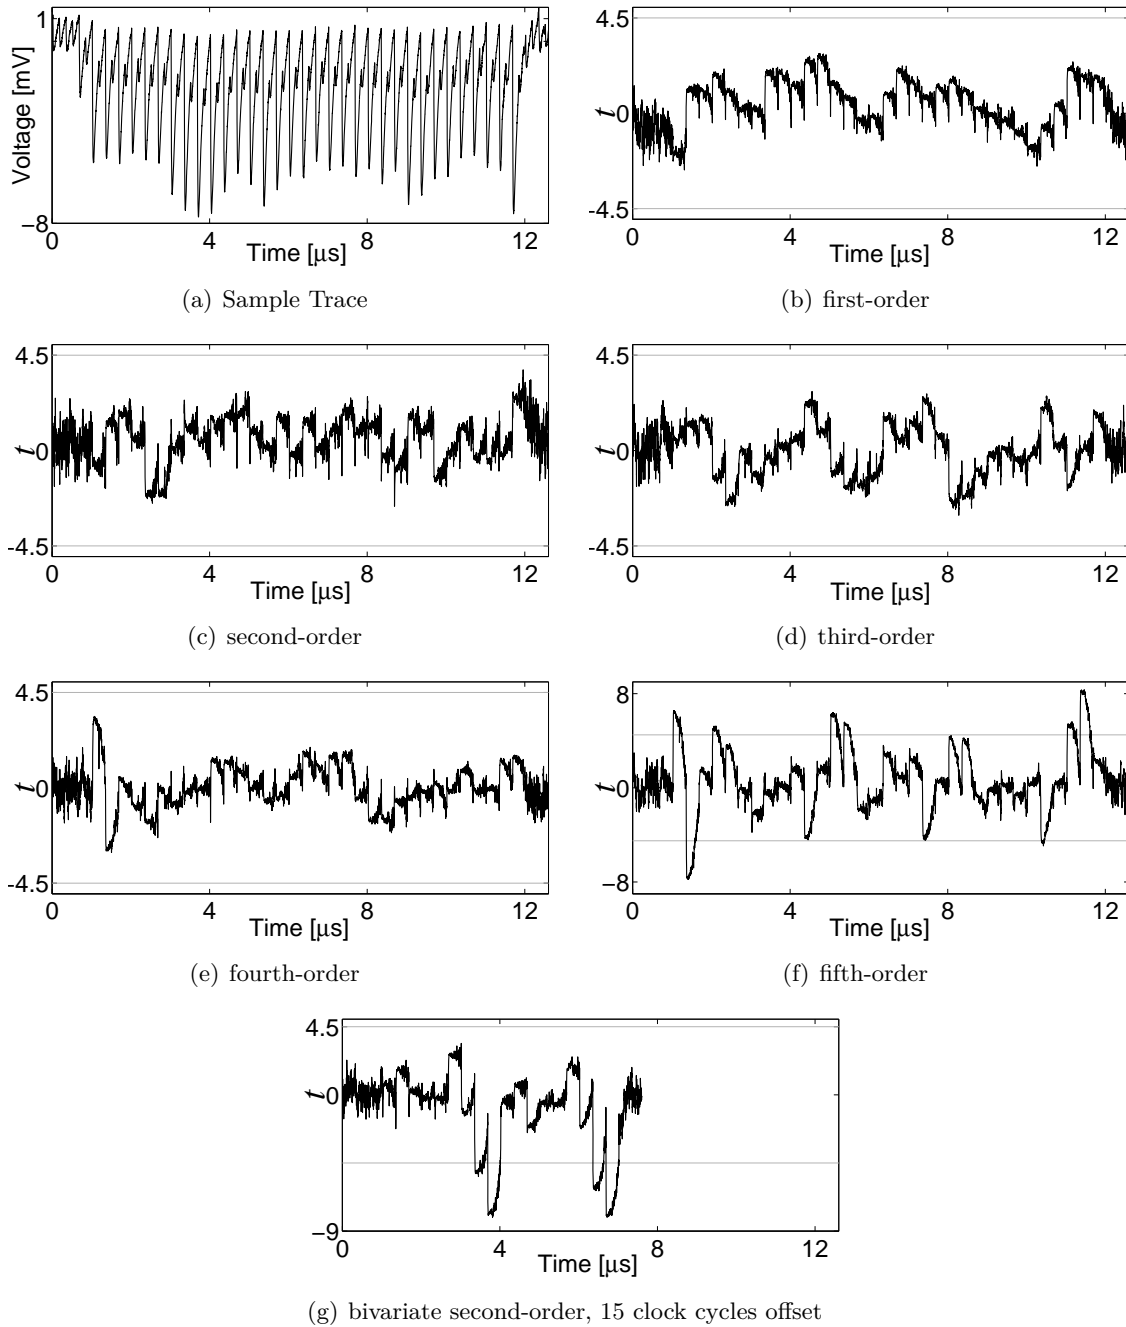 1
Voltage [mV]
−8
0 4 8 12
Time [µs]
(a) Sample Trace
4.5
t
0
-4.5
0 4 8 12
Time [µs]
(b) first-order
4.5
t
0
-4.5
0 4 8 12
Time [µs]
(c) second-order
4.5
t
0
-4.5
0 4 8 12
Time [µs]
(d) third-order
4.5
t
0
-4.5
0 4 8 12
Time [µs]
(e) fourth-order
8
t
0
−8
0 4 8 12
Time [µs]
(f) fifth-order
4.5
t
0
−9
0 4 8 12
Time [µs]
(g) bivariate second-order, 15 clock cycles offset